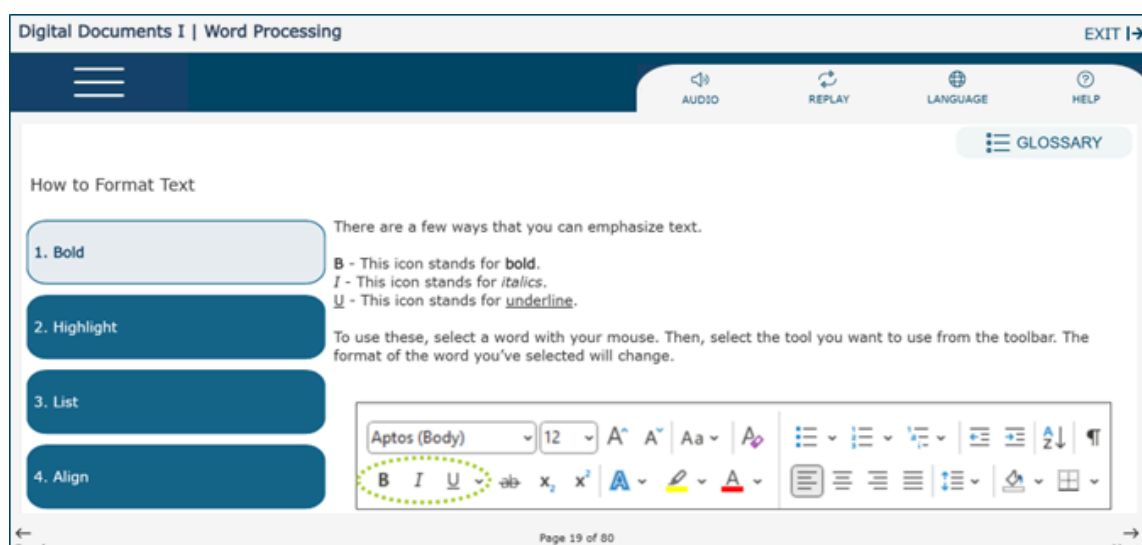 Digital Documents I | Word Processing
EXIT
AUDIO
REPLAY
LANGUAGE
HELP
GLOSSARY
How to Format Text
1. Bold
2. Highlight
3. List
4. Align
There are a few ways that you can emphasize text.
B - This icon stands for bold.
I - This icon stands for italics.
U - This icon stands for underline.
To use these, select a word with your mouse. Then, select the tool you want to use from the toolbar. The
format of the word you've selected will change.
Aptos (Body) 12 A A Aa A A Z ¶
B I U ab x₂ x² A A
Page 19 of 80